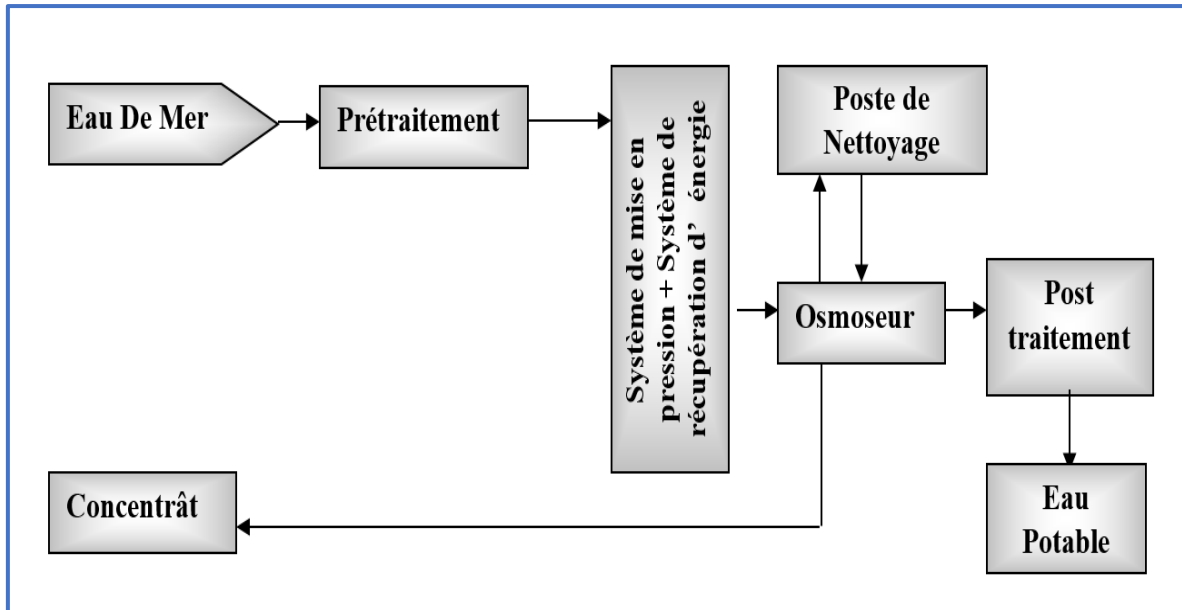 Eau De Mer
Prétraitement
Système de mise en
pression + Système de
récupération d’ énergie
Poste de
Nettoyage
Osmoseur
Post
traitement
Concentrât
Eau
Potable